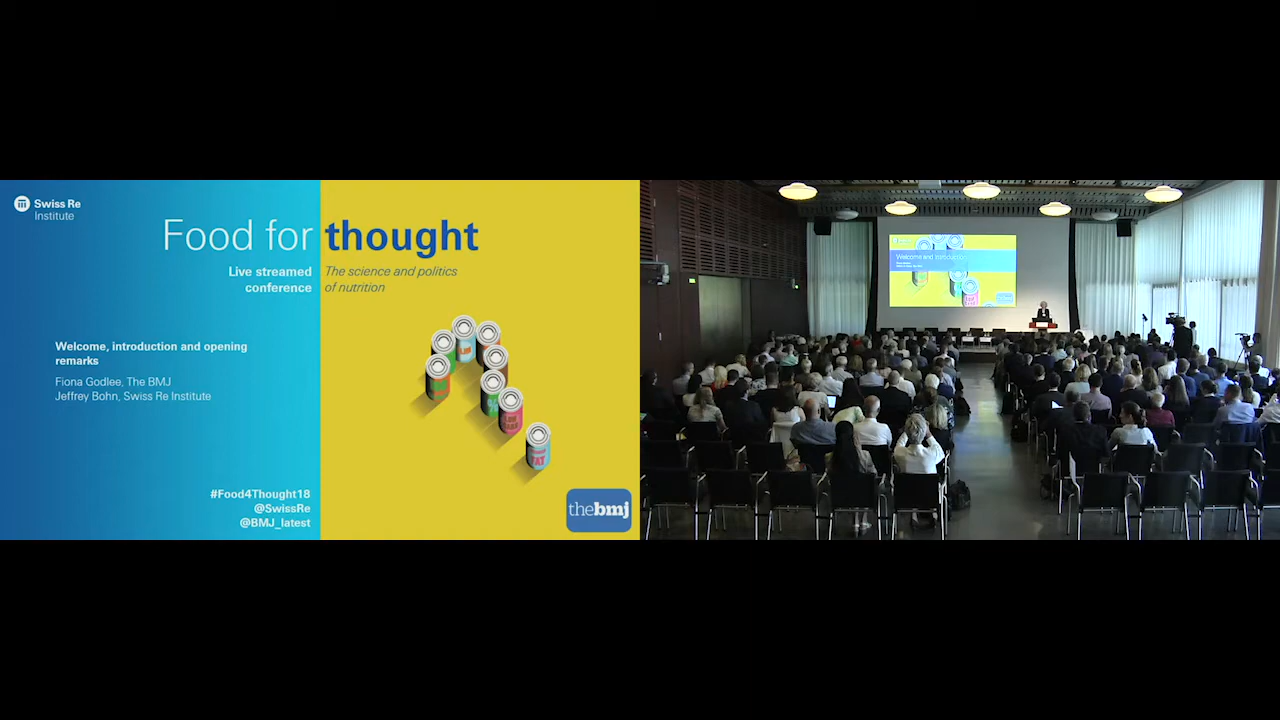 Swiss Re
Institute
Food for thought
Live streamed
conference
The science and politics
of nutrition
Welcome, introduction and opening
remarks
Fiona Godlee, The BMJ
Jeffrey Bohn, Swiss Re Institute
#Food4Thought18
@SwissRe
@BMJ_latest
FAT
thebmj
Welcome and Introduction